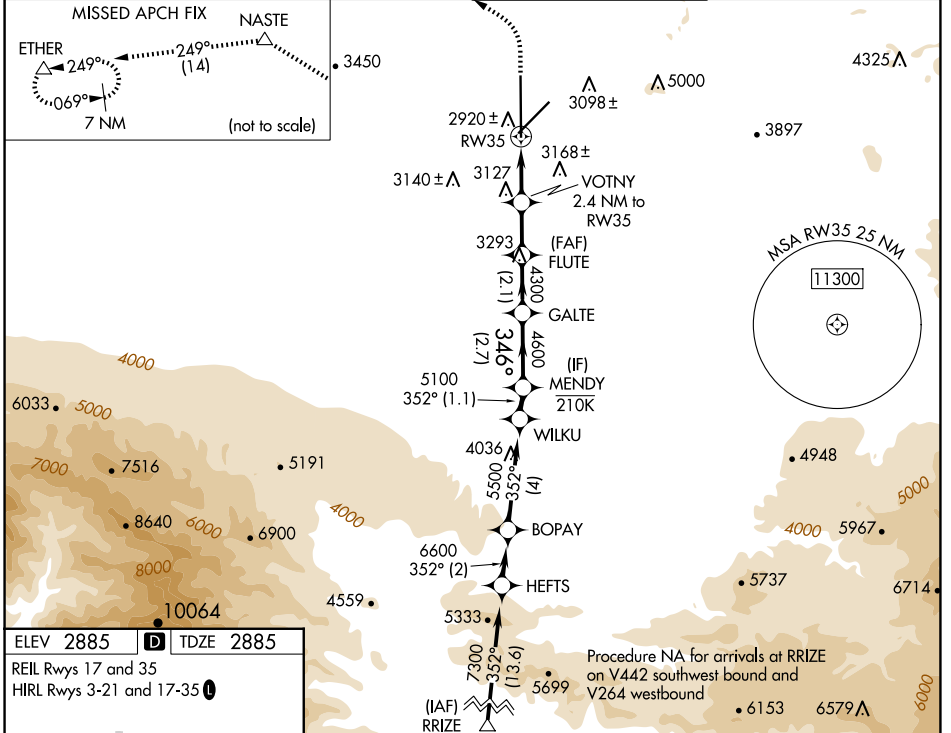 MISSED APCH FIX
NASTE
ETHER
249°
249°
(14)
069°
7 NM
(not to scale)
3450
4325
5000
3098 ±
2920 ±
RW35
3897
3168 ±
3140 ±
3127
VOTNY
2.4 NM to
RW35
MSA RW35 25 NM
11300
3293
(FAF)
FLUTE
4300
(2.1)
GALTE
346°
4600
(2.7)
(IF)
MENDY
210K
5100
352° (1.1)
WILKU
4036
5500
352°
(4)
BOPAY
6600
352° (2)
HEFTS
5333
7300
352°
(13.6)
5699
(IAF)
RRIZE
4000
6033
5000
7000
7516
5191
4000
8640
6000
6900
8000
10064
4559
4948
5000
4000
5967
5737
6714
6000
6153
6579
Procedure NA for arrivals at RRIZE
on V442 southwest bound and
V264 westbound
ELEV 2885 D TDZE 2885
REIL Rwys 17 and 35
HIRL Rwys 3-21 and 17-35 L